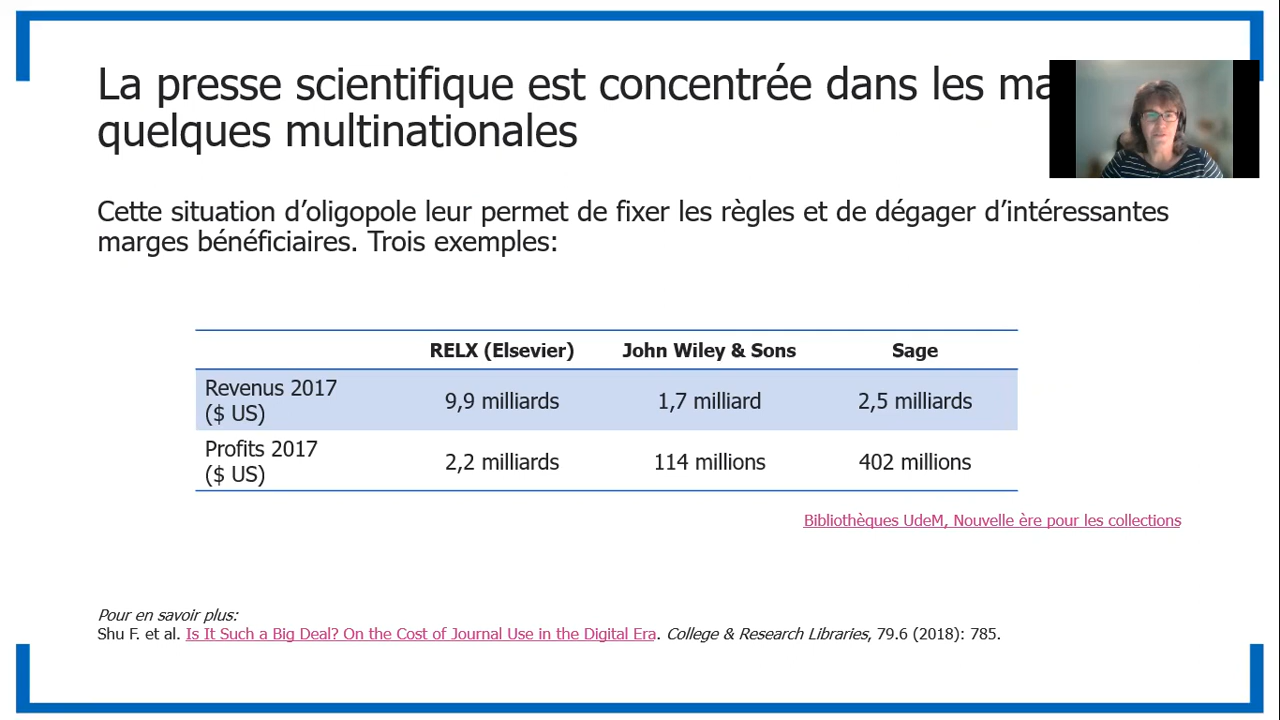 La presse scientifique est concentrée dans les
quelques multinationales
Cette situation d’oligopole leur permet de fixer les règles et de dégager d’intéressantes
marges bénéficiaires. Trois exemples:
RELX (Elsevier) John Wiley & Sons Sage
Revenus 2017
($ US) 9,9 milliards 1,7 milliard 2,5 milliards
Profits 2017
($ US) 2,2 milliards 114 millions 402 millions
Bibliothèques UdeM, Nouvelle ère pour les collections
Pour en savoir plus:
Shu F. et al. Is It Such a Big Deal? On the Cost of Journal Use in the Digital Era. College & Research Libraries, 79.6 (2018): 785.